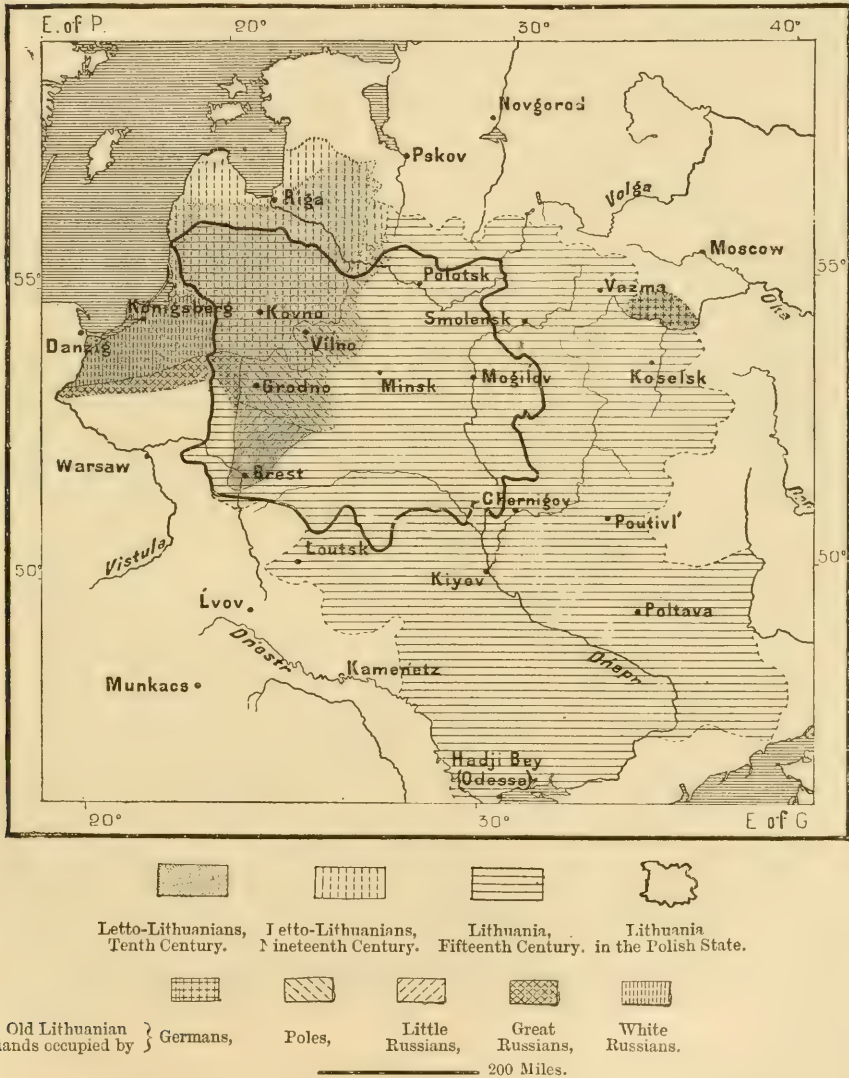 E. of P. 20° 30° 40°
Novgorod
Pskov
Riga
Volga
Moscow
55° 55°
Polotsk
Vazma
Oka
Königsberg
Kovno
Smolensk
Danzig
Vilno
Grodno
Minsk
Mogilov
Koselsk
Warsaw
Brest
Chernigov
Poutivl'
Vistula
Loutsk
50° 50°
Kiyev
Lvov
Poltava
Dnestr
Dnepr
Munkacs
Kamenetz
Hadji Bey
(Odessa)
20° 30° E of G
Letto-Lithuanians, Letto-Lithuanians, Lithuania, Lithuania
Tenth Century. Nineteenth Century. Fifteenth Century. in the Polish State.
Old Lithuanian
lands occupied by } Germans, Poles, Little Russians, Great Russians, White Russians.
200 Miles.